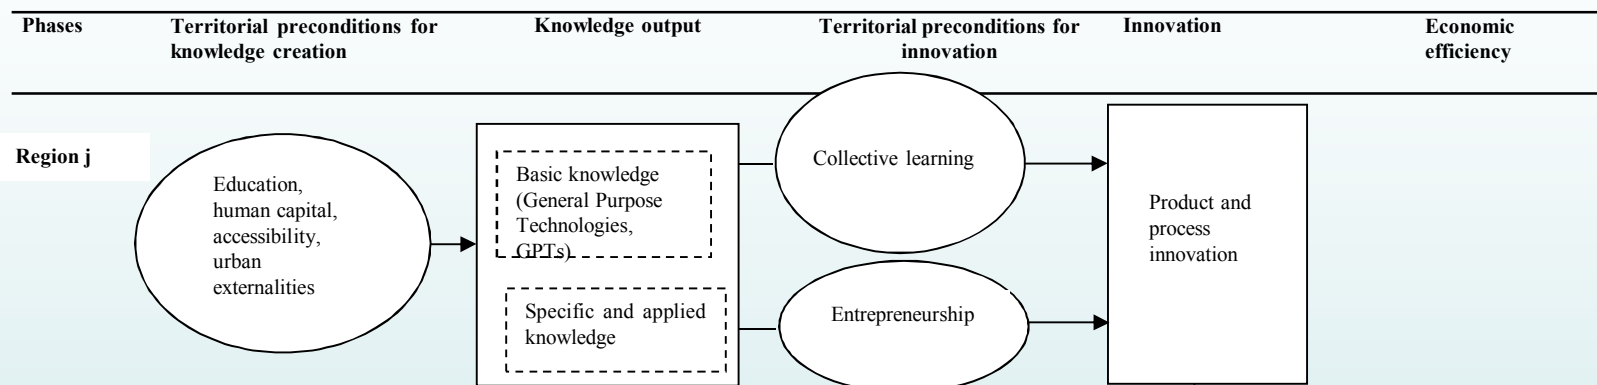 Phases
Territorial preconditions for
knowledge creation
Knowledge output
Territorial preconditions for
innovation
Innovation
Economic
efficiency
Region j
Education,
human capital,
accessibility,
urban
externalities
Basic knowledge
(General Purpose
Technologies,
GPTs)
Specific and applied
knowledge
Collective learning
Entrepreneurship
Product and
process
innovation